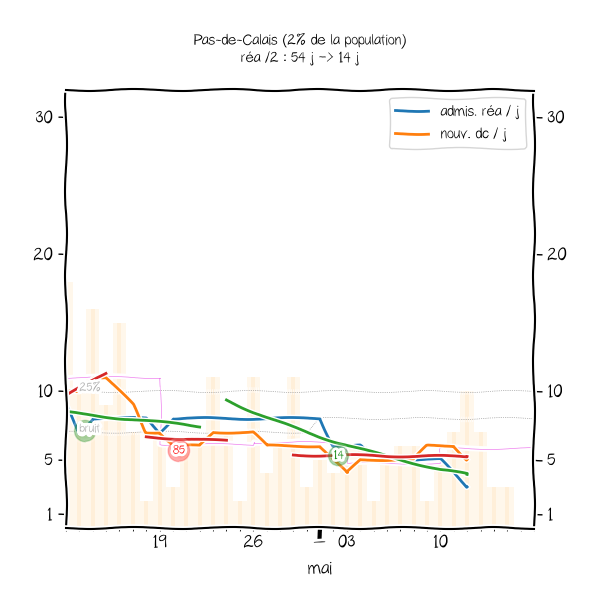 Pas-de-Calais (2% de la population)
réa /2 : 54 j -> 14 j
admis. réa / j
nouv. dc / j
30
30
20
20
10
10
25%
bruit
85
14
5
5
1
1
19
26
03
10
mai